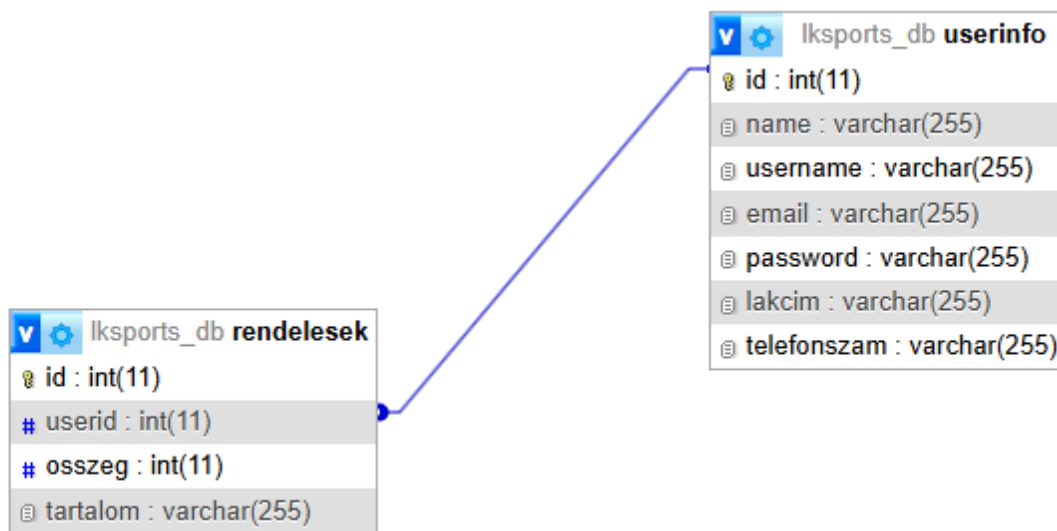 v lksports_db userinfo
id : int(11)
name : varchar(255)
username : varchar(255)
email : varchar(255)
password : varchar(255)
lakcim : varchar(255)
telefonszam : varchar(255)
v lksports_db rendelesek
id : int(11)
# userid : int(11)
# osszeg : int(11)
tartalom : varchar(255)